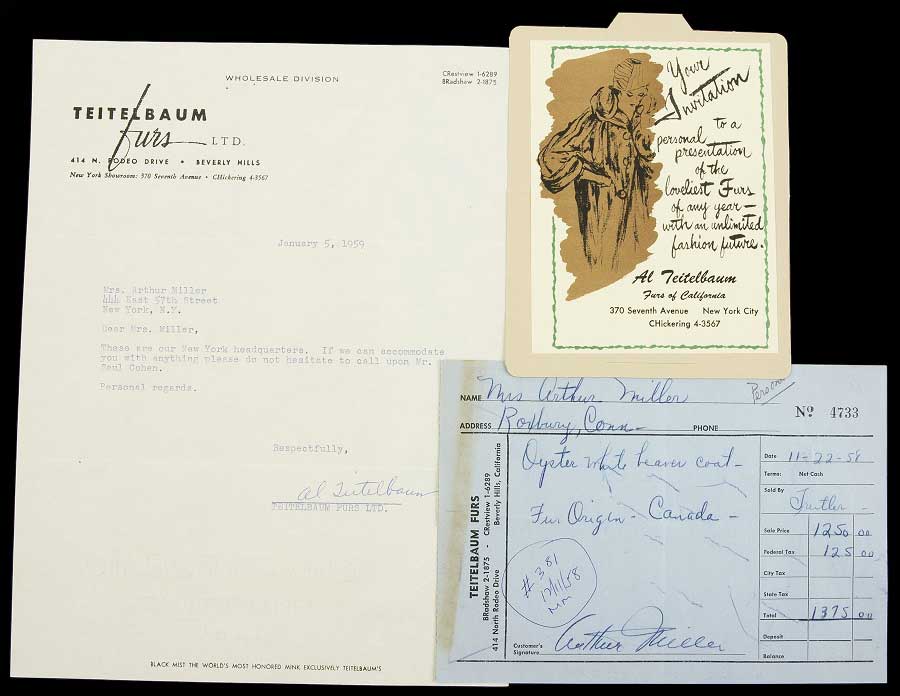 WHOLESALE DIVISION
CRestview 1-6289
BRadshaw 2-1875
TEITELBAUM
furs LTD.
414 N. RODEO DRIVE • BEVERLY HILLS
New York Showroom: 370 Seventh Avenue • CHickering 4-3567
January 5, 1959
Mrs. Arthur Miller
444 East 57th Street
New York, N.Y.
Dear Mrs. Miller,
These are our New York headquarters. If we can accommodate
you with anything please do not hesitate to call upon Mr.
Saul Cohen.
Personal regards.
Respectfully,
Al Teitelbaum
TEITELBAUM FURS LTD.
BLACK MIST THE WORLD'S MOST HONORED MINK EXCLUSIVELY TEITELBAUM'S
Your
Invitation
to a
personal
presentation
of the
loveliest Furs
of any year—
with an unlimited
fashion future.
Al Teitelbaum
Furs of California
370 Seventh Avenue New York City
CHickering 4-3567
NAME Mrs Arthur Miller
Personal
No 4733
ADDRESS Roxbury, Conn— PHONE
TEITELBAUM FURS
BRadshaw 2-1875 - CRestview 1-6289
414 North Rodeo Drive Beverly Hills, California
Oyster white beaver coat—
Fur Origin— Canada—
#381
12/11/58
MM
Customer's
Signature Arthur Miller
Date 11-22-58
Terms: Net Cash
Sold By
Sale Price 1250 00
Federal Tax 125 00
City Tax
State Tax
Total 1375 00
Deposit
Balance